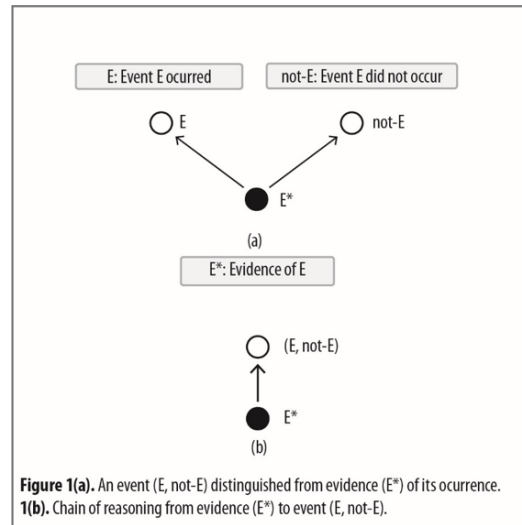 E: Event E ocurred
not-E: Event E did not occur
E
not-E
E*
(a)
E*: Evidence of E
(E, not-E)
E*
(b)
Figure 1(a). An event (E, not-E) distinguished from evidence (E*) of its ocurrence.
1(b). Chain of reasoning from evidence (E*) to event (E, not-E).